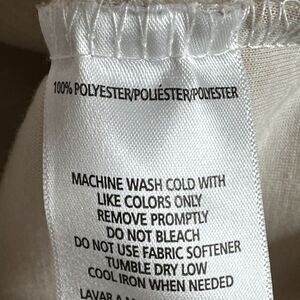 100% POLYESTER/POLIÉSTER/POLYESTER
MACHINE WASH COLD WITH
LIKE COLORS ONLY
REMOVE PROMPTLY
DO NOT BLEACH
DO NOT USE FABRIC SOFTENER
TUMBLE DRY LOW
COOL IRON WHEN NEEDED
LAVAR A